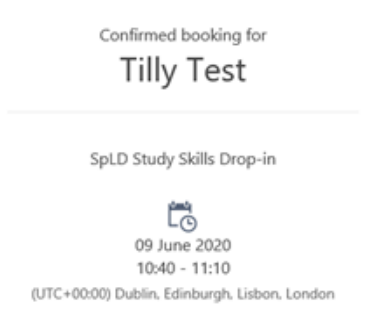 Confirmed booking for
Tilly Test
SpLD Study Skills Drop-in
09 June 2020
10:40 - 11:10
(UTC+00:00) Dublin, Edinburgh, Lisbon, London